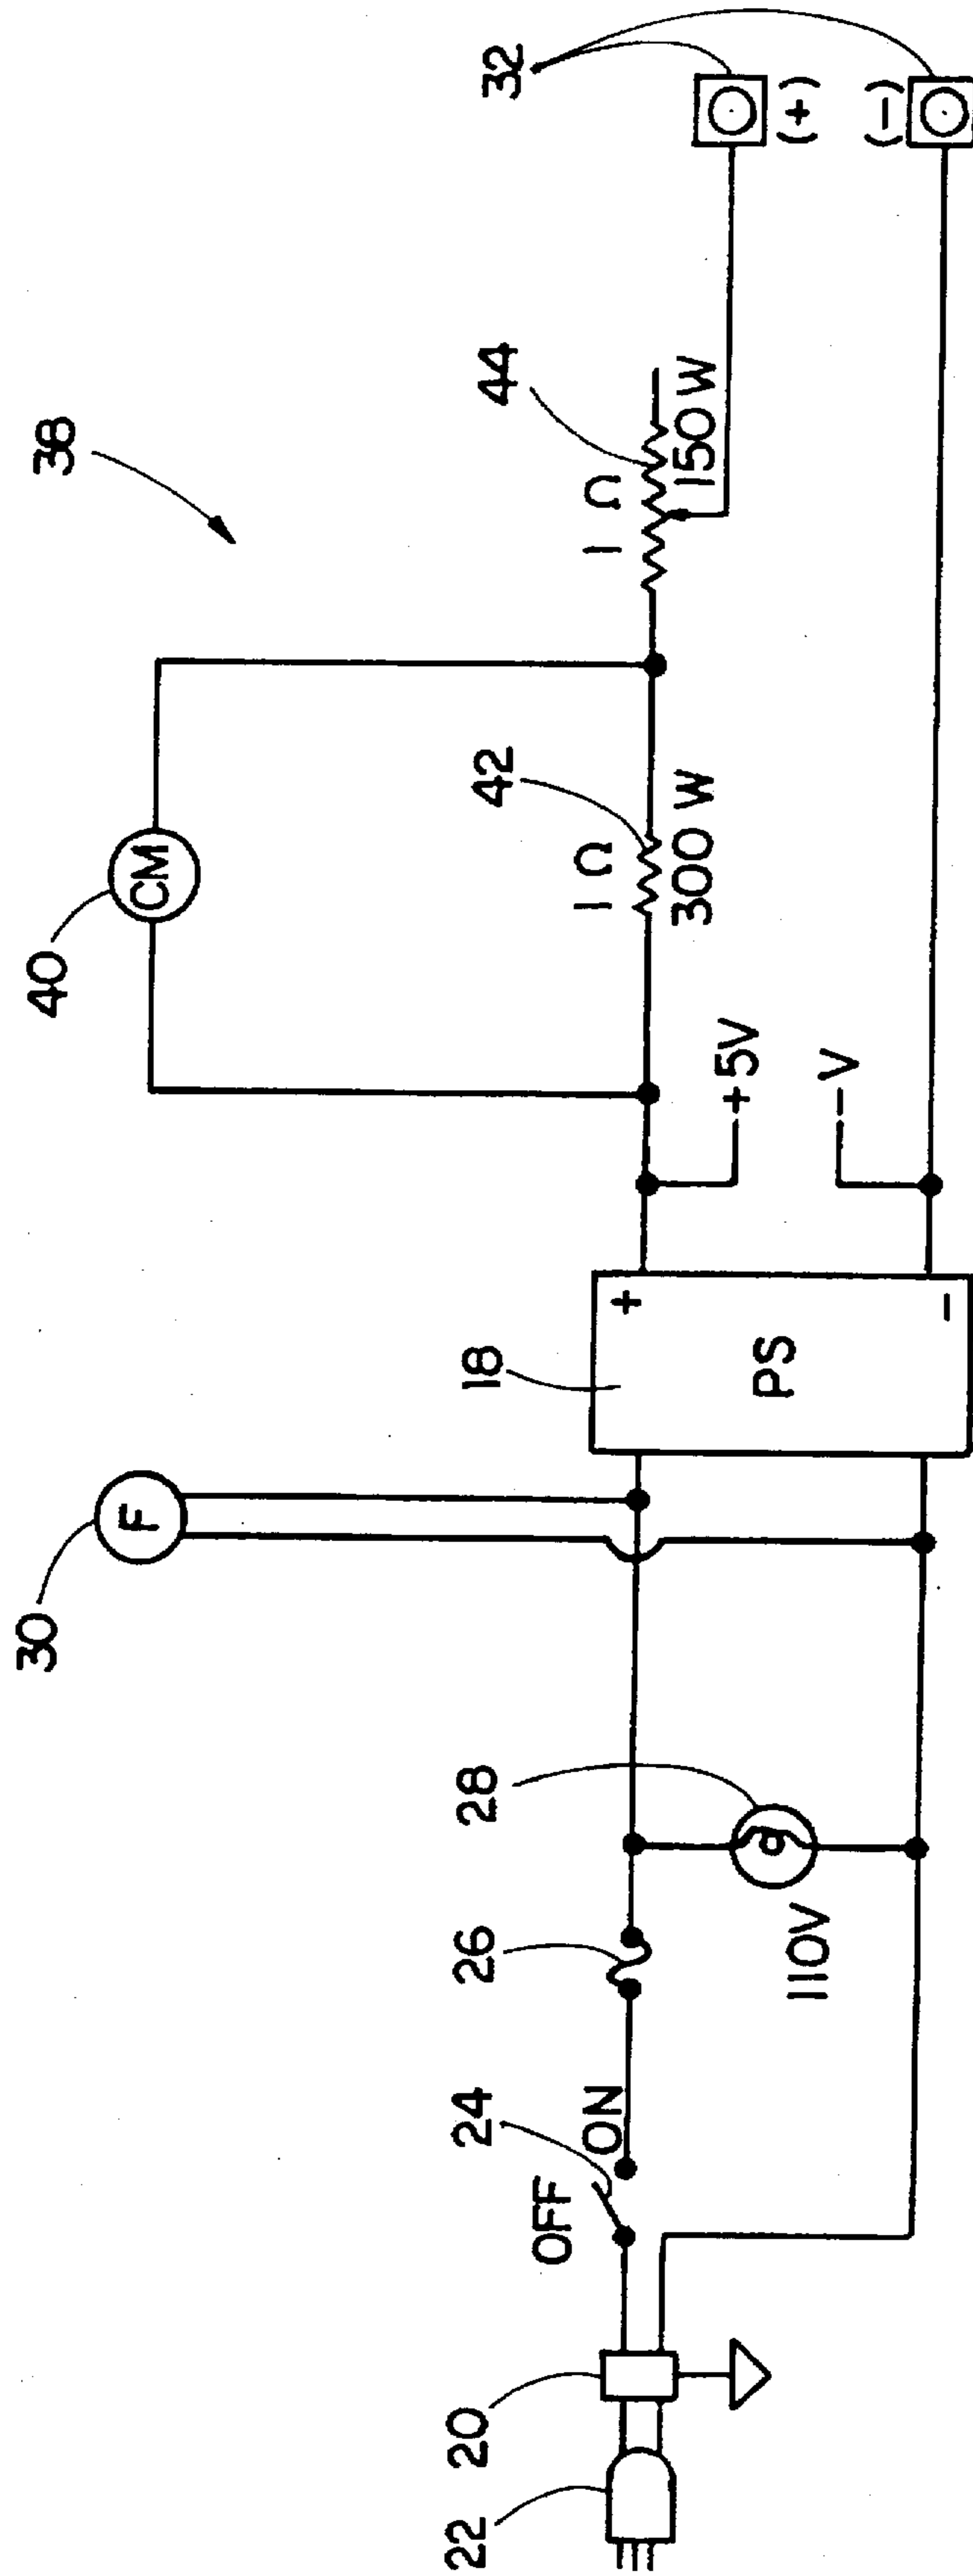 38
40
CM
30
F
32
44
1 Ω
150 W
(+)
(-)
42
1 Ω
300 W
+5V
-V
18
+
PS
-
28
110V
26
24
OFF
ON
20
22